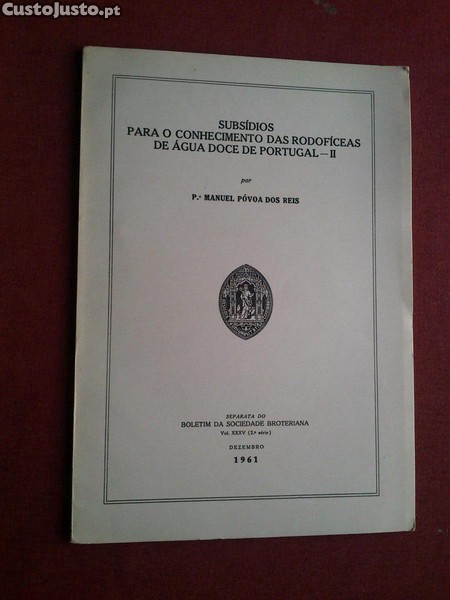 CustoJusto.pt
SUBSÍDIOS
PARA O CONHECIMENTO DAS RODOFÍCEAS
DE ÁGUA DOCE DE PORTUGAL—II
por
P.e MANUEL PÓVOA DOS REIS
SEPARATA DO
BOLETIM DA SOCIEDADE BROTERIANA
Vol. XXXV (2.ª série)
DEZEMBRO
1961